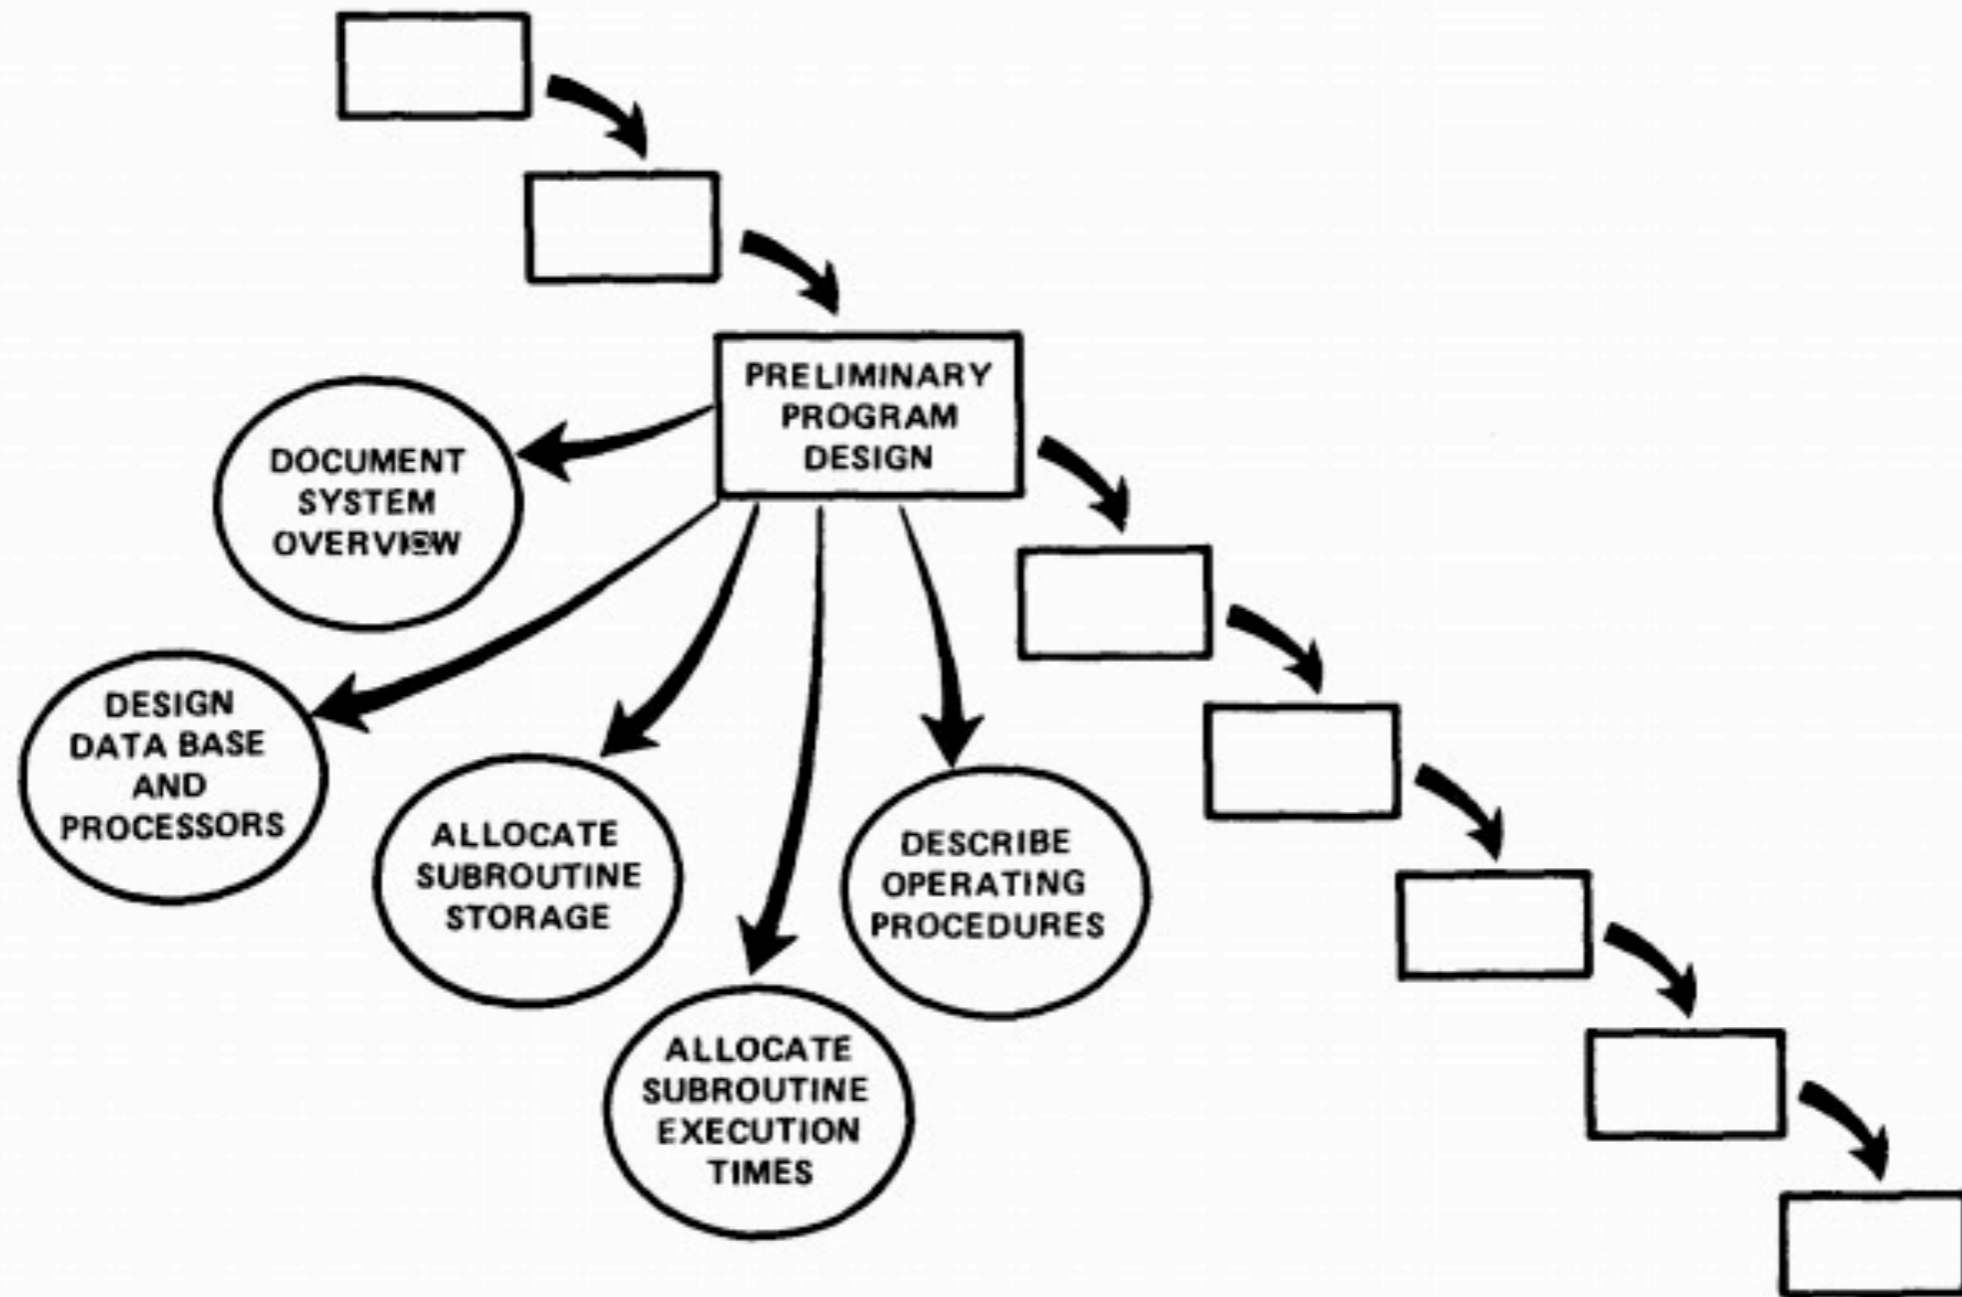 PRELIMINARY
PROGRAM
DESIGN
DOCUMENT
SYSTEM
OVERVIEW
DESIGN
DATA BASE
AND
PROCESSORS
ALLOCATE
SUBROUTINE
STORAGE
ALLOCATE
SUBROUTINE
EXECUTION
TIMES
DESCRIBE
OPERATING
PROCEDURES